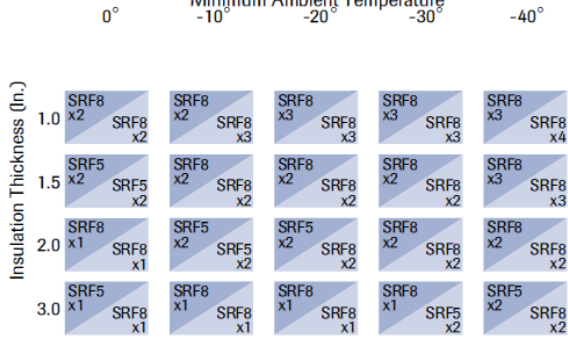 Minimum Ambient Temperature
0° -10° -20° -30° -40°
Insulation Thickness (In.)
1.0 SRF8 x2 SRF8 x2 SRF8 x2 SRF8 x3 SRF8 x3 SRF8 x3 SRF8 x3 SRF8 x3 SRF8 x3 SRF8 x4
1.5 SRF5 x2 SRF5 x2 SRF8 x2 SRF8 x2 SRF8 x2 SRF8 x2 SRF8 x2 SRF8 x2 SRF8 x3 SRF8 x3
2.0 SRF8 x1 SRF8 x1 SRF5 x2 SRF5 x2 SRF5 x2 SRF8 x2 SRF8 x2 SRF8 x2 SRF8 x2 SRF8 x2
3.0 SRF5 x1 SRF8 x1 SRF8 x1 SRF8 x1 SRF8 x1 SRF8 x1 SRF8 x1 SRF5 x2 SRF5 x2 SRF8 x2